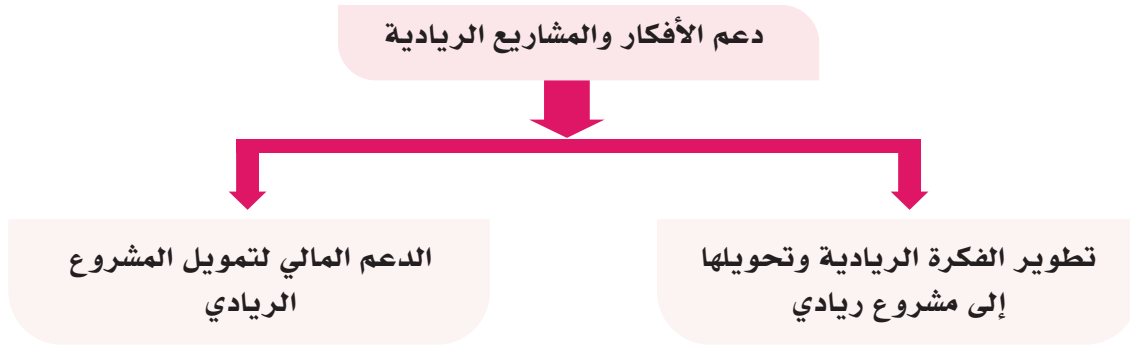 دعم الأفكار والمشاريع الريادية
تطوير الفكرة الريادية وتحويلها
إلى مشروع ريادي
الدعم المالي لتمويل المشروع
الريادي